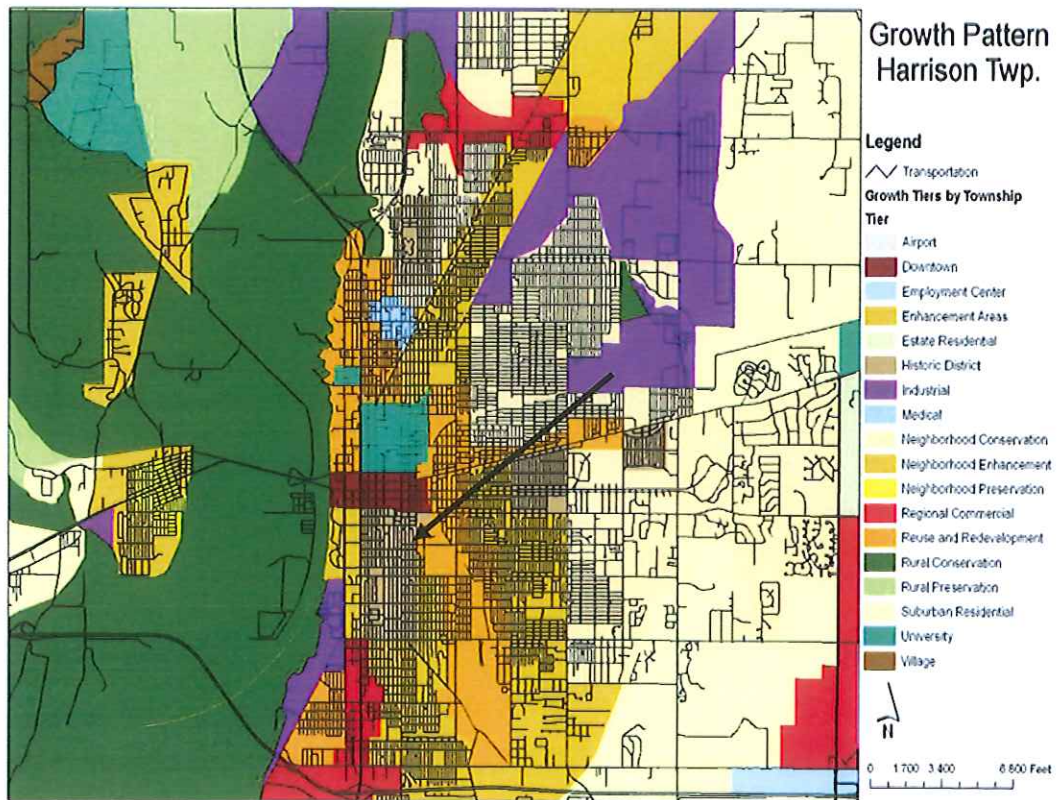 Growth Pattern
Harrison Twp.
Legend
Transportation
Growth Tiers by Township
Tier
Airport
Downtown
Employment Center
Enhancement Areas
Estate Residential
Historic District
Industrial
Medical
Neighborhood Conservation
Neighborhood Enhancement
Neighborhood Preservation
Regional Commercial
Reuse and Redevelopment
Rural Conservation
Rural Preservation
Suburban Residential
University
Village
N
0 1,700 3,400 6,800 Feet